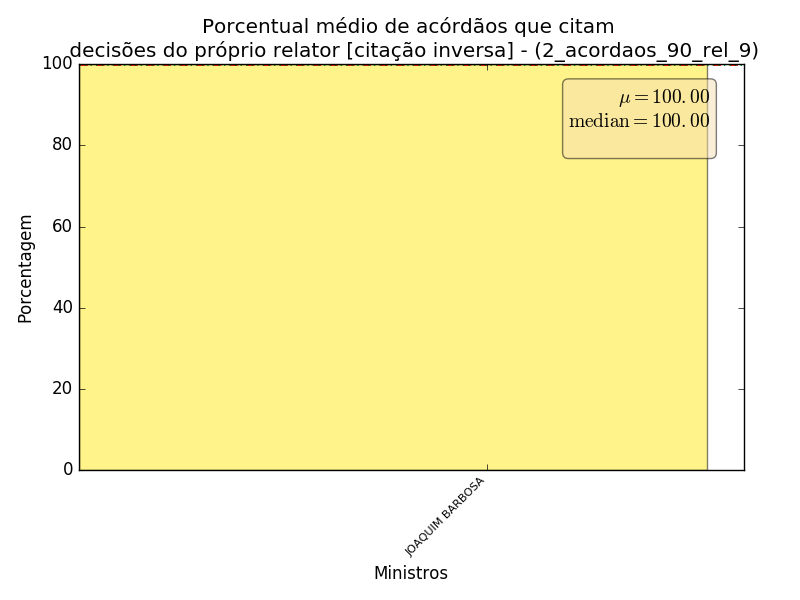 Porcentual médio de acórdãos que citam
decisões do próprio relator [citação inversa] - (2_acordaos_90_rel_9)
100
80
60
40
20
0
Porcentagem
μ = 100.00
median = 100.00
JOAQUIM BARBOSA
Ministros